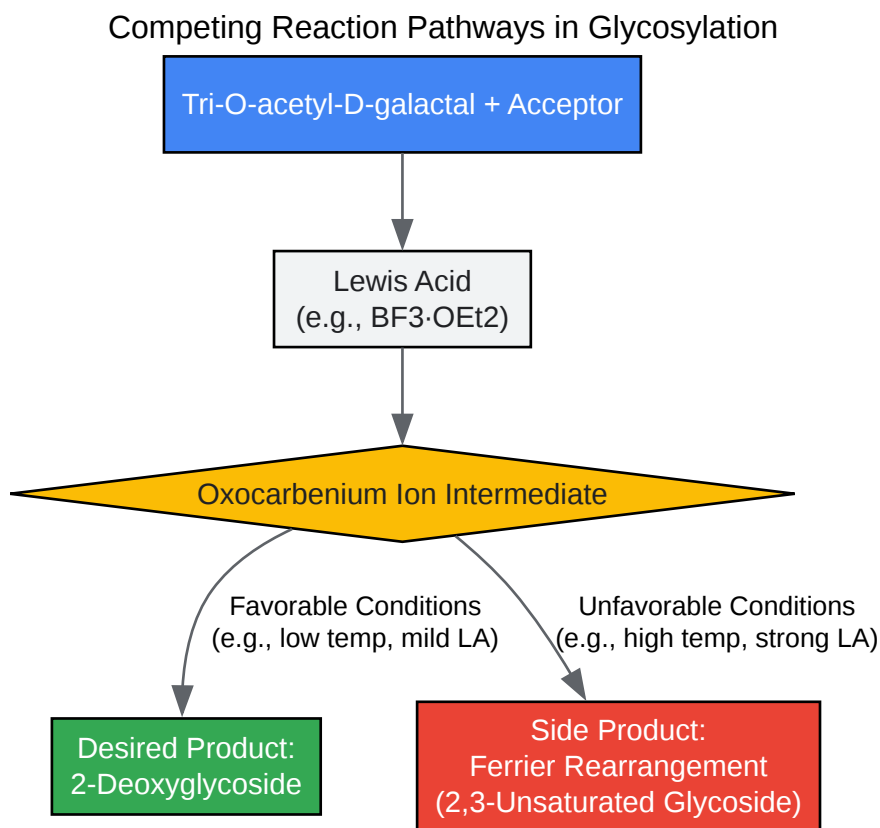 Competing Reaction Pathways in Glycosylation
Tri-O-acetyl-D-galactal + Acceptor
Lewis Acid
(e.g., BF3·OEt2)
Oxocarbenium Ion Intermediate
Favorable Conditions
(e.g., low temp, mild LA)
Unfavorable Conditions
(e.g., high temp, strong LA)
Desired Product:
2-Deoxyglycoside
Side Product:
Ferrier Rearrangement
(2,3-Unsaturated Glycoside)